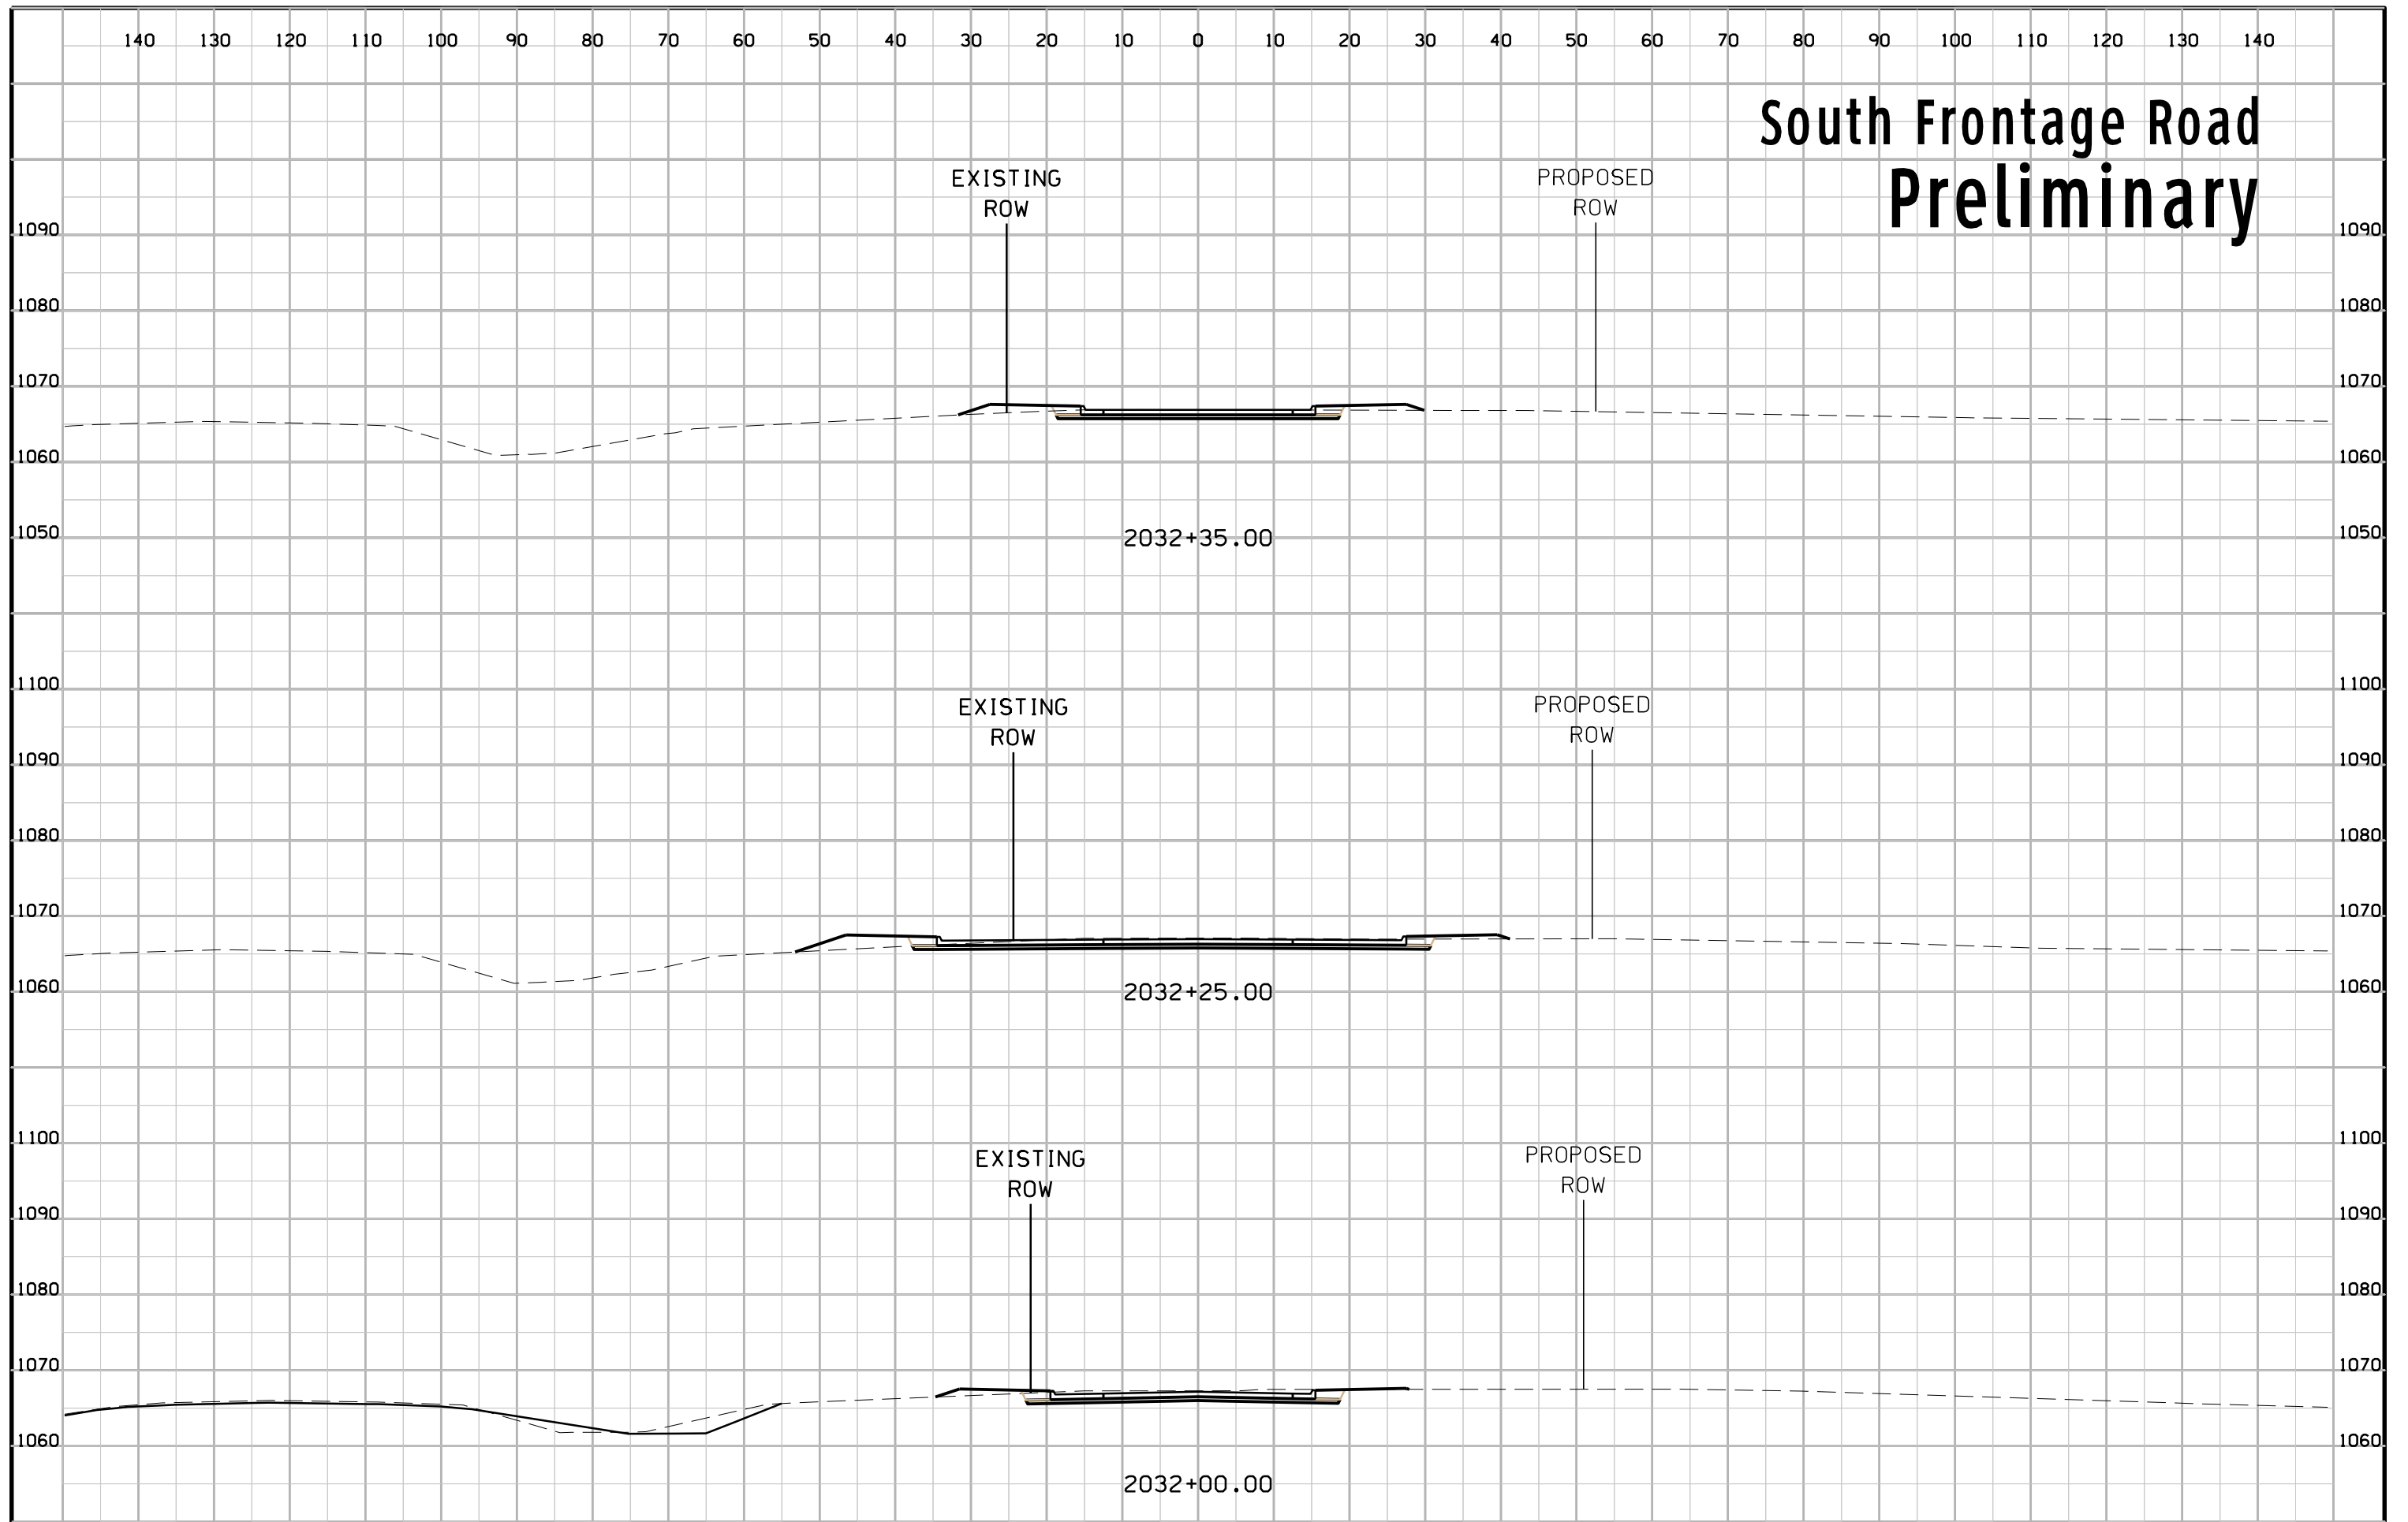 140 130 120 110 100 90 80 70 60 50 40 30 20 10 0 10 20 30 40 50 60 70 80 90 100 110 120 130 140
South Frontage Road
Preliminary
EXISTING
ROW
PROPOSED
ROW
1090 1090
1080 1080
1070 1070
1060 1060
1050 1050
2032+35.00
1100 1100
EXISTING
ROW
PROPOSED
ROW
1090 1090
1080 1080
1070 1070
1060 1060
2032+25.00
1100 1100
EXISTING
ROW
PROPOSED
ROW
1090 1090
1080 1080
1070 1070
1060 1060
2032+00.00